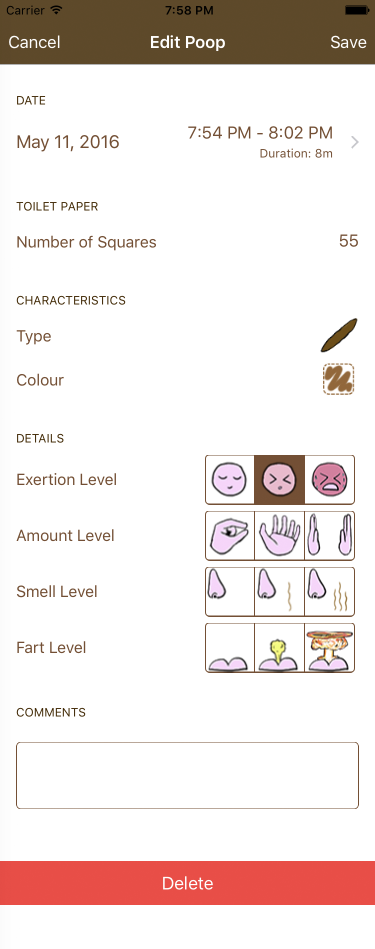 Carrier 7:58 PM
Cancel Edit Poop Save
DATE
May 11, 2016 7:54 PM - 8:02 PM
Duration: 8m
TOILET PAPER
Number of Squares 55
CHARACTERISTICS
Type
Colour
DETAILS
Exertion Level
Amount Level
Smell Level
Fart Level
COMMENTS
Delete